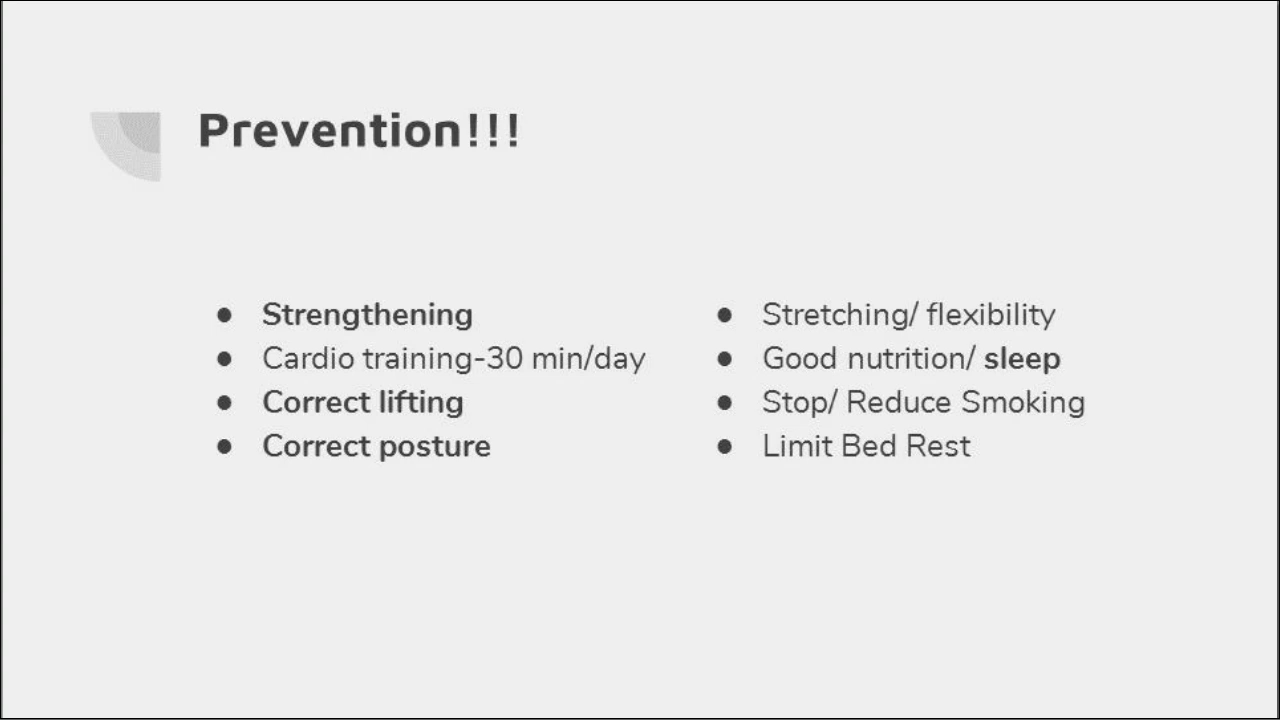 Prevention!!!
● Strengthening
● Cardio training-30 min/day
● Correct lifting
● Correct posture
● Stretching/ flexibility
● Good nutrition/ sleep
● Stop/ Reduce Smoking
● Limit Bed Rest